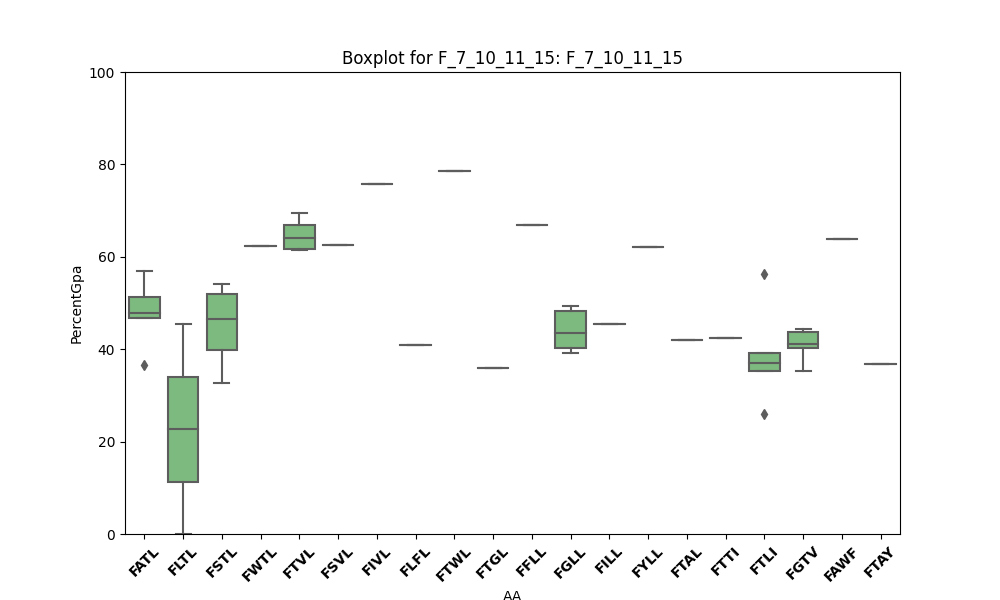 Boxplot for F_7_10_11_15: F_7_10_11_15
100
80
60
40
20
0
PercentGpa
FATL FLTL FSTL FWTL FTVL FSVL FIVL FLFL FTWL FTGL FFLL FGLL FILL FYLL FTAL FTTI FTLI FGTV FAWF FTAY
AA